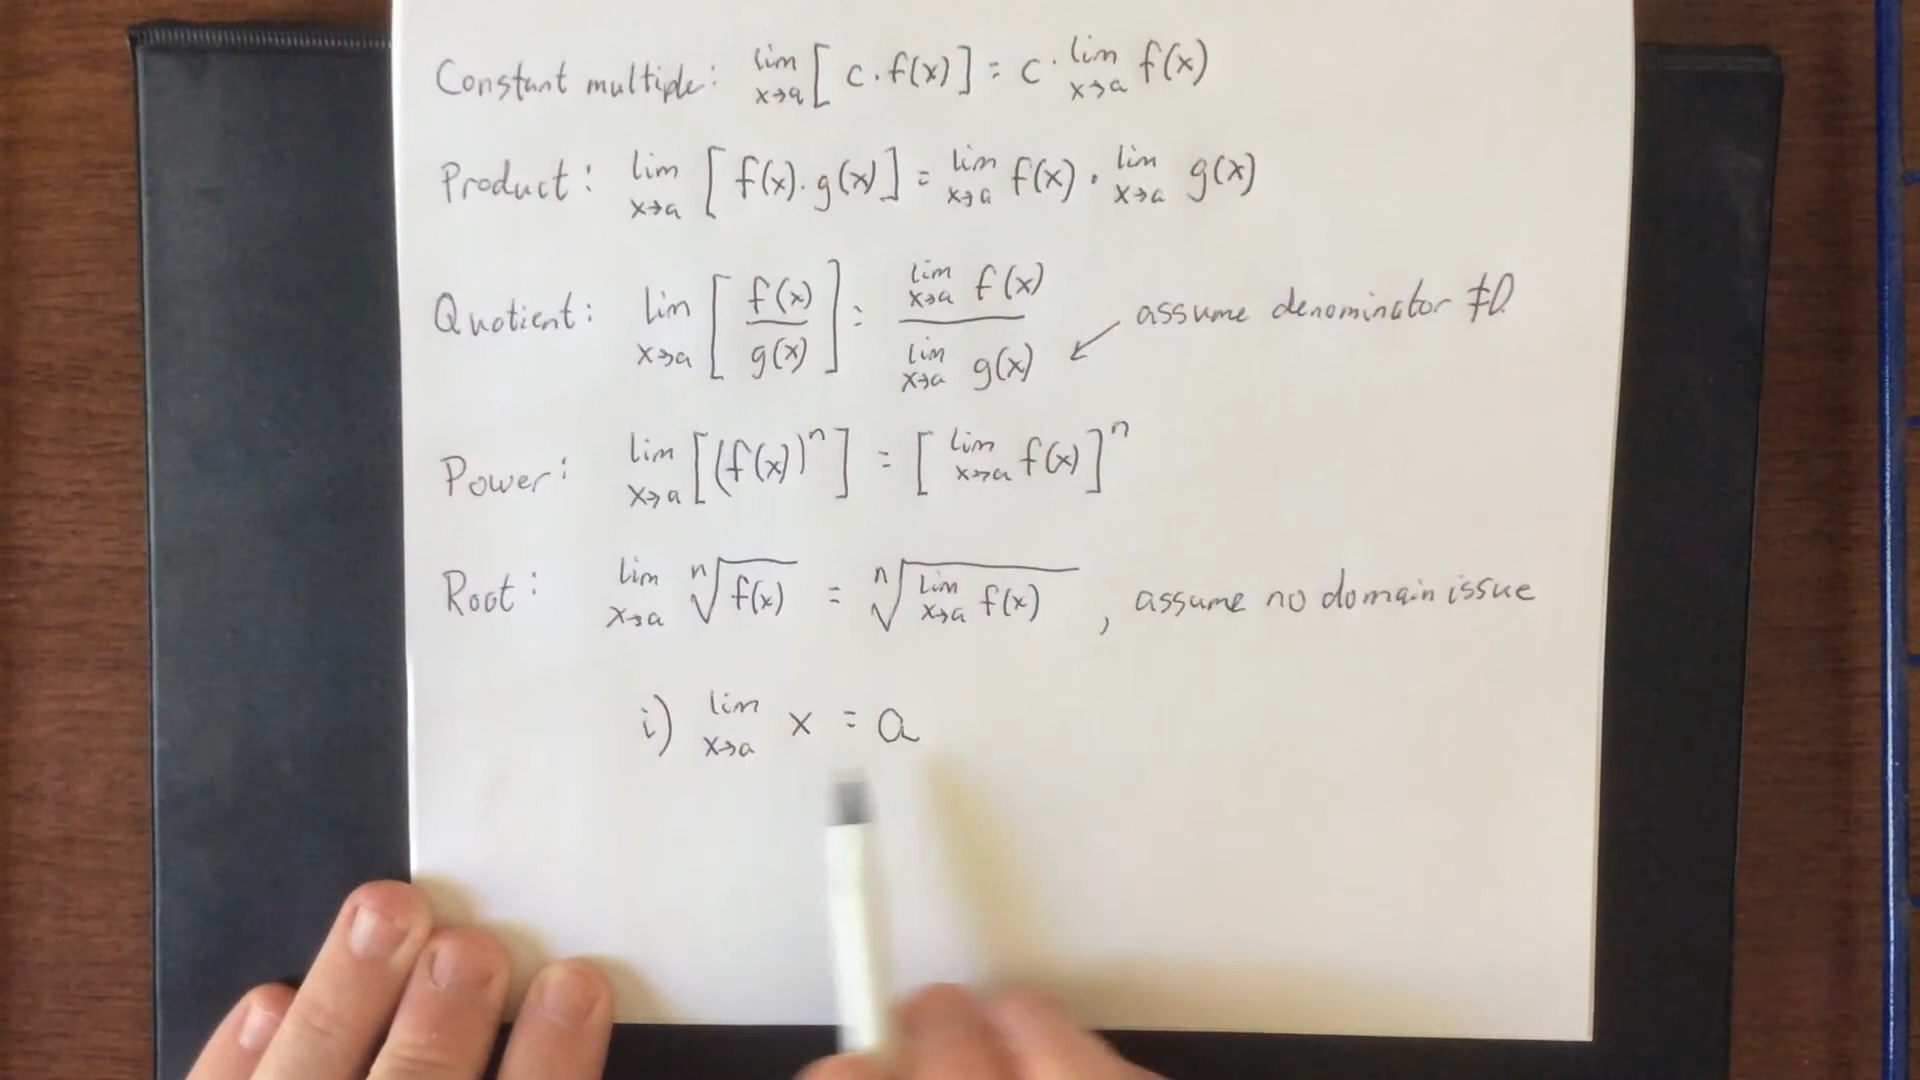 Constant multiple: lim x→a [c·f(x)] = c·lim x→a f(x)
Product: lim x→a [f(x)·g(x)] = lim x→a f(x) · lim x→a g(x)
Quotient: lim x→a [f(x)/g(x)] = lim x→a f(x) / lim x→a g(x) ← assume denominator ≠0
Power: lim x→a [(f(x))ⁿ] = [lim x→a f(x)]ⁿ
Root: lim x→a ⁿ√f(x) = ⁿ√lim x→a f(x) , assume no domain issue
i) lim x→a x = a